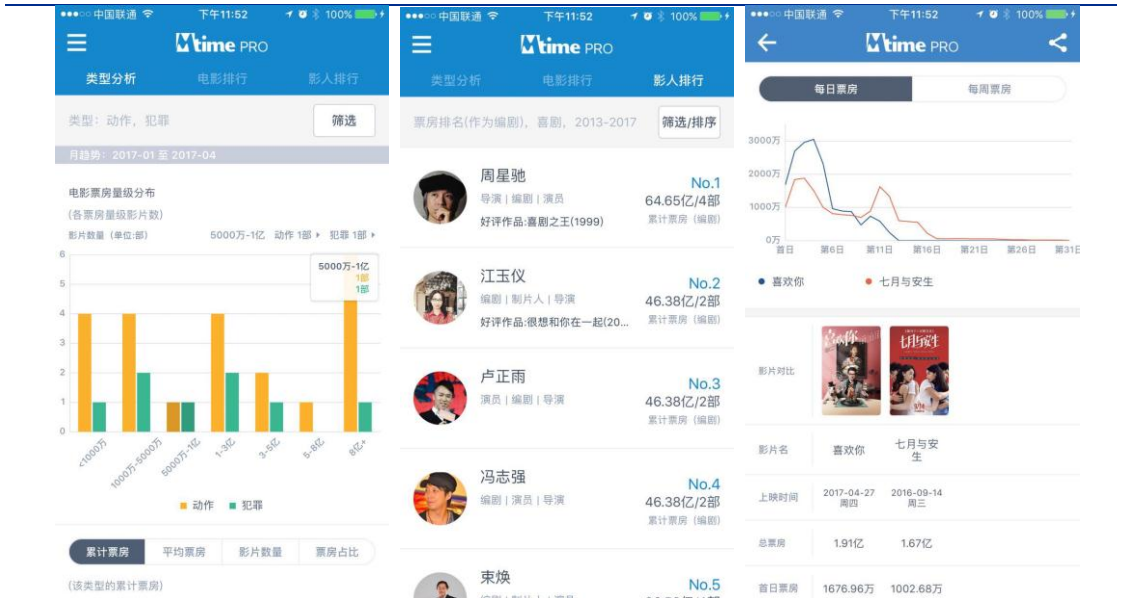 中国联通 下午11:52 100%
Mtime PRO
类型分析 电影排行 影人排行
类型：动作，犯罪 筛选
月趋势：2017-01 至 2017-04
电影票房量级分布
(各票房量级影片数)
影片数量（单位:部） 5000万-1亿 动作 1部 犯罪 1部
6
5000万-1亿
1部
1部
5
4
3
2
1
0
<1000万 1000万-5000万 5000万-1亿 1-3亿 3-5亿 5-8亿 8亿+
动作 犯罪
累计票房 平均票房 影片数量 票房占比
(该类型的累计票房)
中国联通 下午11:52 100%
Mtime PRO
类型分析 电影排行 影人排行
票房排名(作为编剧)，喜剧，2013-2017 筛选/排序
周星驰
No.1
导演 | 编剧 | 演员
64.65亿/4部
好评作品:喜剧之王(1999)
累计票房（编剧）
江玉仪
No.2
编剧 | 制片人 | 导演
46.38亿/2部
好评作品:很想和你在一起(20...
累计票房（编剧）
卢正雨
No.3
演员 | 编剧 | 导演
46.38亿/2部
累计票房（编剧）
冯志强
No.4
编剧 | 演员 | 导演
46.38亿/2部
累计票房（编剧）
束焕
No.5
中国联通 下午11:52 100%
Mtime PRO
每日票房 每周票房
3000万
2000万
1000万
0万
首日 第6日 第11日 第16日 第21日 第26日 第31日
喜欢你 七月与安生
影片对比
喜欢你
七月与安生
影片名 喜欢你 七月与安
生
上映时间 2017-04-27 2016-09-14
周四 周三
总票房 1.91亿 1.67亿
首日票房 1676.96万 1002.68万